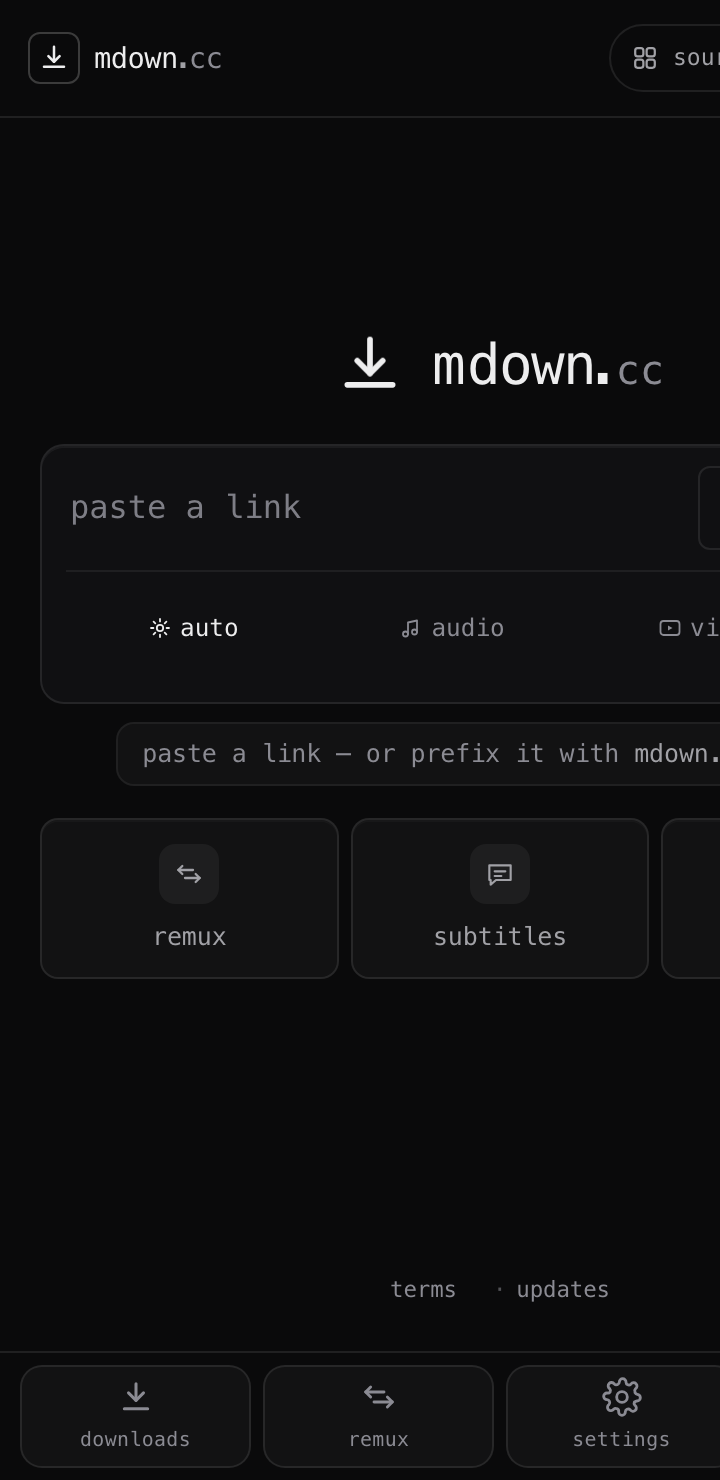 mdown.cc
mdown.cc
paste a link
auto audio
paste a link — or prefix it with mdown.
remux subtitles
terms · updates
downloads remux settings